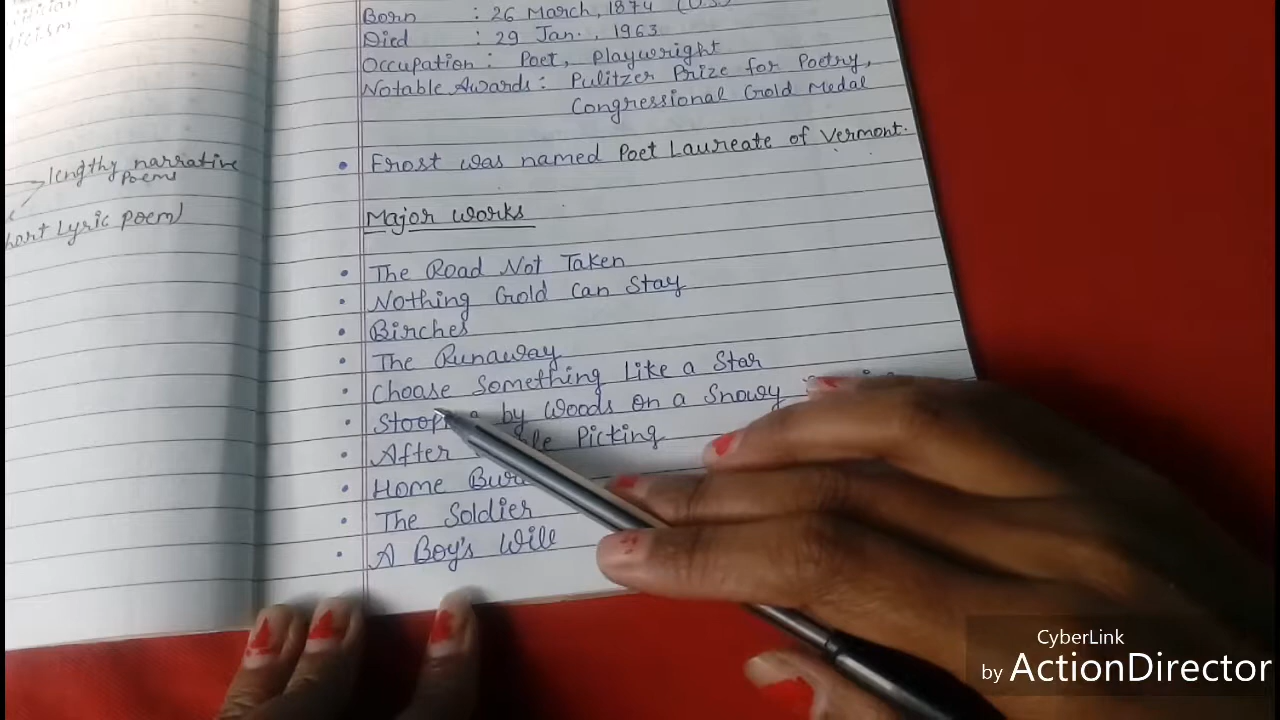 Born : 26 March, 1874 (U.S)
Died : 29 Jan., 1963
Occupation : Poet, Playwright
Notable Awards : Pulitzer Prize for Poetry,
Congressional Gold Medal
lengthy narrative
Poems
Lyric poem
• Frost was named Poet Laureate of Vermont.
Major Works
• The Road Not Taken
• Nothing Gold Can Stay
• Birches
• The Runaway
• Choose Something Like a Star
• by Woods on a Snowy
• After Picking
• Home
• The Soldier
• A Boy's Will
CyberLink
by ActionDirector